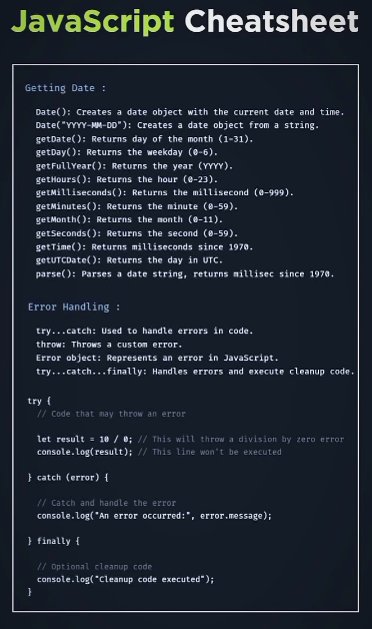 JavaScript Cheatsheet
Getting Date :
Date(): Creates a date object with the current date and time.
Date("YYYY-MM-DD"): Creates a date object from a string.
getDate(): Returns day of the month (1-31).
getDay(): Returns the weekday (0-6).
getFullYear(): Returns the year (YYYY).
getHours(): Returns the hour (0-23).
getMilliseconds(): Returns the millisecond (0-999).
getMinutes(): Returns the minute (0-59).
getMonth(): Returns the month (0-11).
getSeconds(): Returns the second (0-59).
getTime(): Returns milliseconds since 1970.
getUTCDate(): Returns the day in UTC.
parse(): Parses a date string, returns millisec since 1970.
Error Handling :
try...catch: Used to handle errors in code.
throw: Throws a custom error.
Error object: Represents an error in JavaScript.
try...catch...finally: Handles errors and execute cleanup code.
try {
// Code that may throw an error
let result = 10 / 0; // This will throw a division by zero error
console.log(result); // This line won't be executed
} catch (error) {
// Catch and handle the error
console.log("An error occurred:", error.message);
} finally {
// Optional cleanup code
console.log("Cleanup code executed");
}